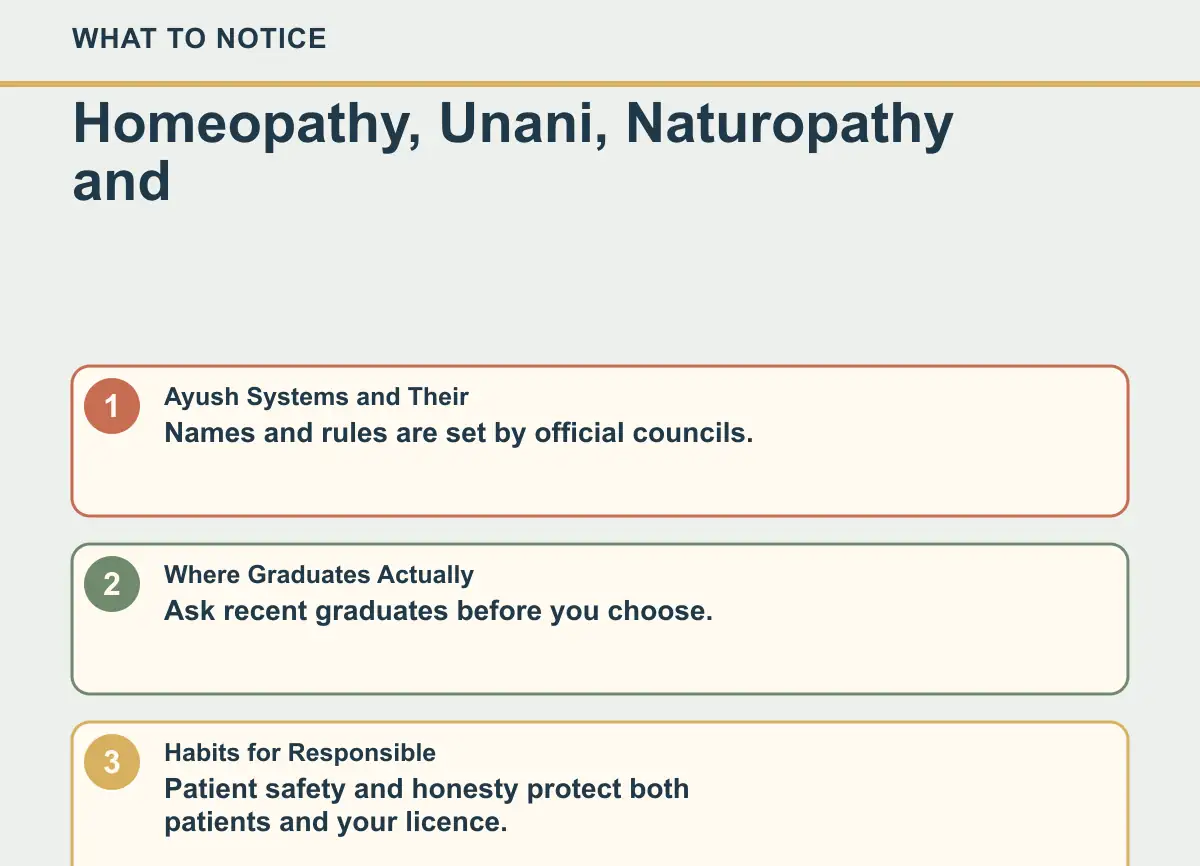 WHAT TO NOTICE
Homeopathy, Unani, Naturopathy
and
1
Ayush Systems and Their
Names and rules are set by official councils.
2
Where Graduates Actually
Ask recent graduates before you choose.
3
Habits for Responsible
Patient safety and honesty protect both
patients and your licence.